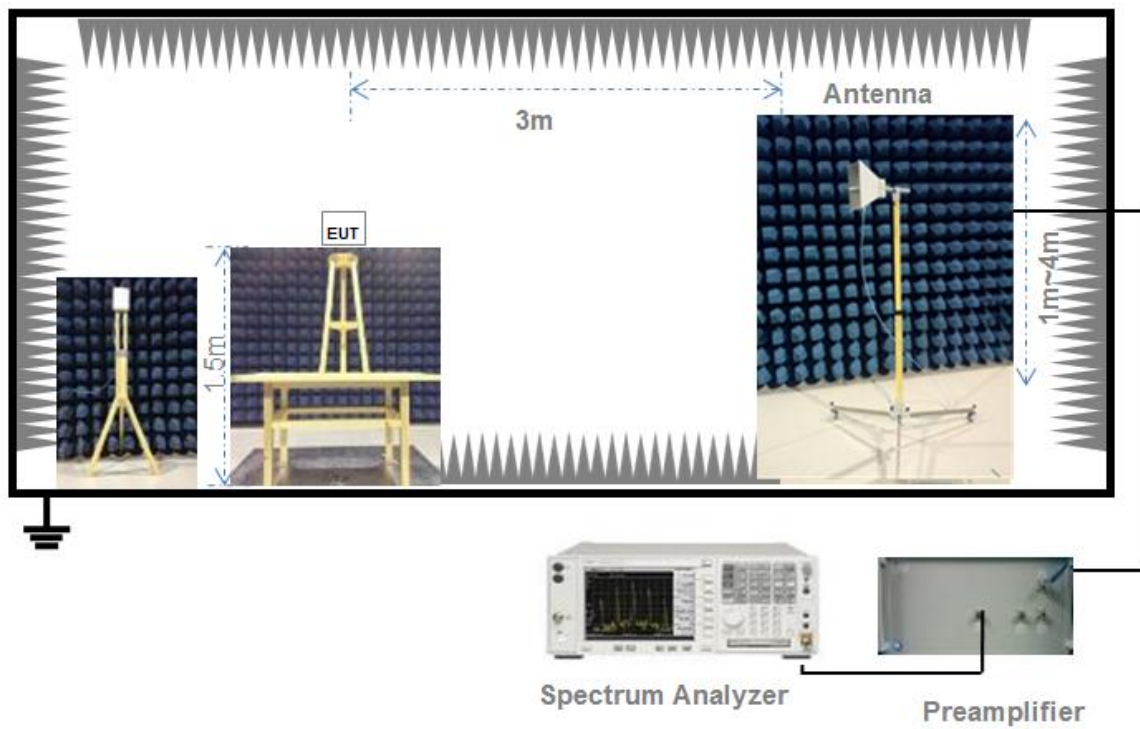 Antenna
3m
EUT
1.5m
1m~4m
Spectrum Analyzer
Preamplifier